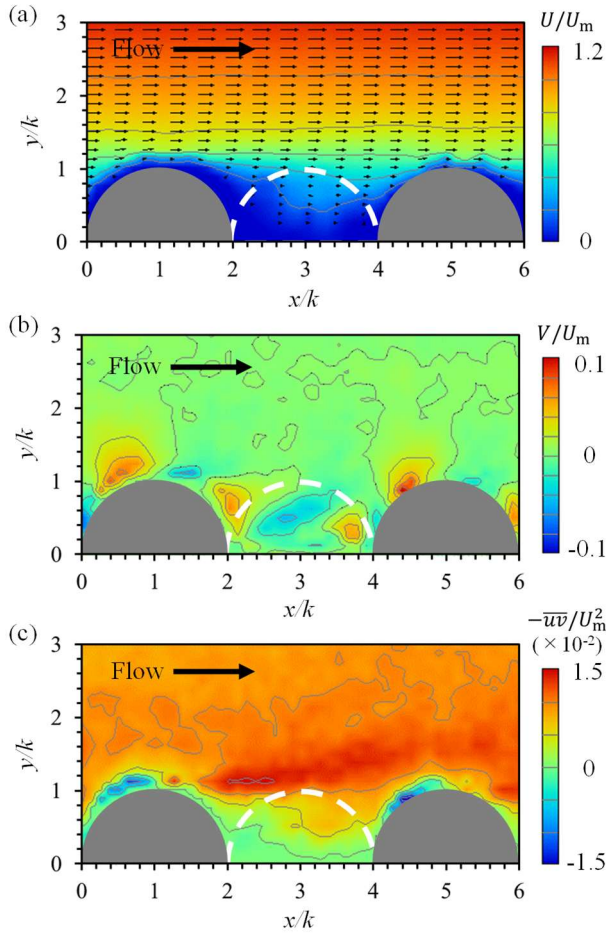 (a)
U/U_m
3
Flow
1.2
2
y/k
1
0
0
0 1 2 3 4 5 6
x/k
(b)
V/U_m
3
Flow
0.1
2
y/k
0
1
0
-0.1
0 1 2 3 4 5 6
x/k
(c)
−\overline{uv}/U_m^2
(×10^{-2})
3
1.5
Flow
2
y/k
0
1
0
-1.5
0 1 2 3 4 5 6
x/k